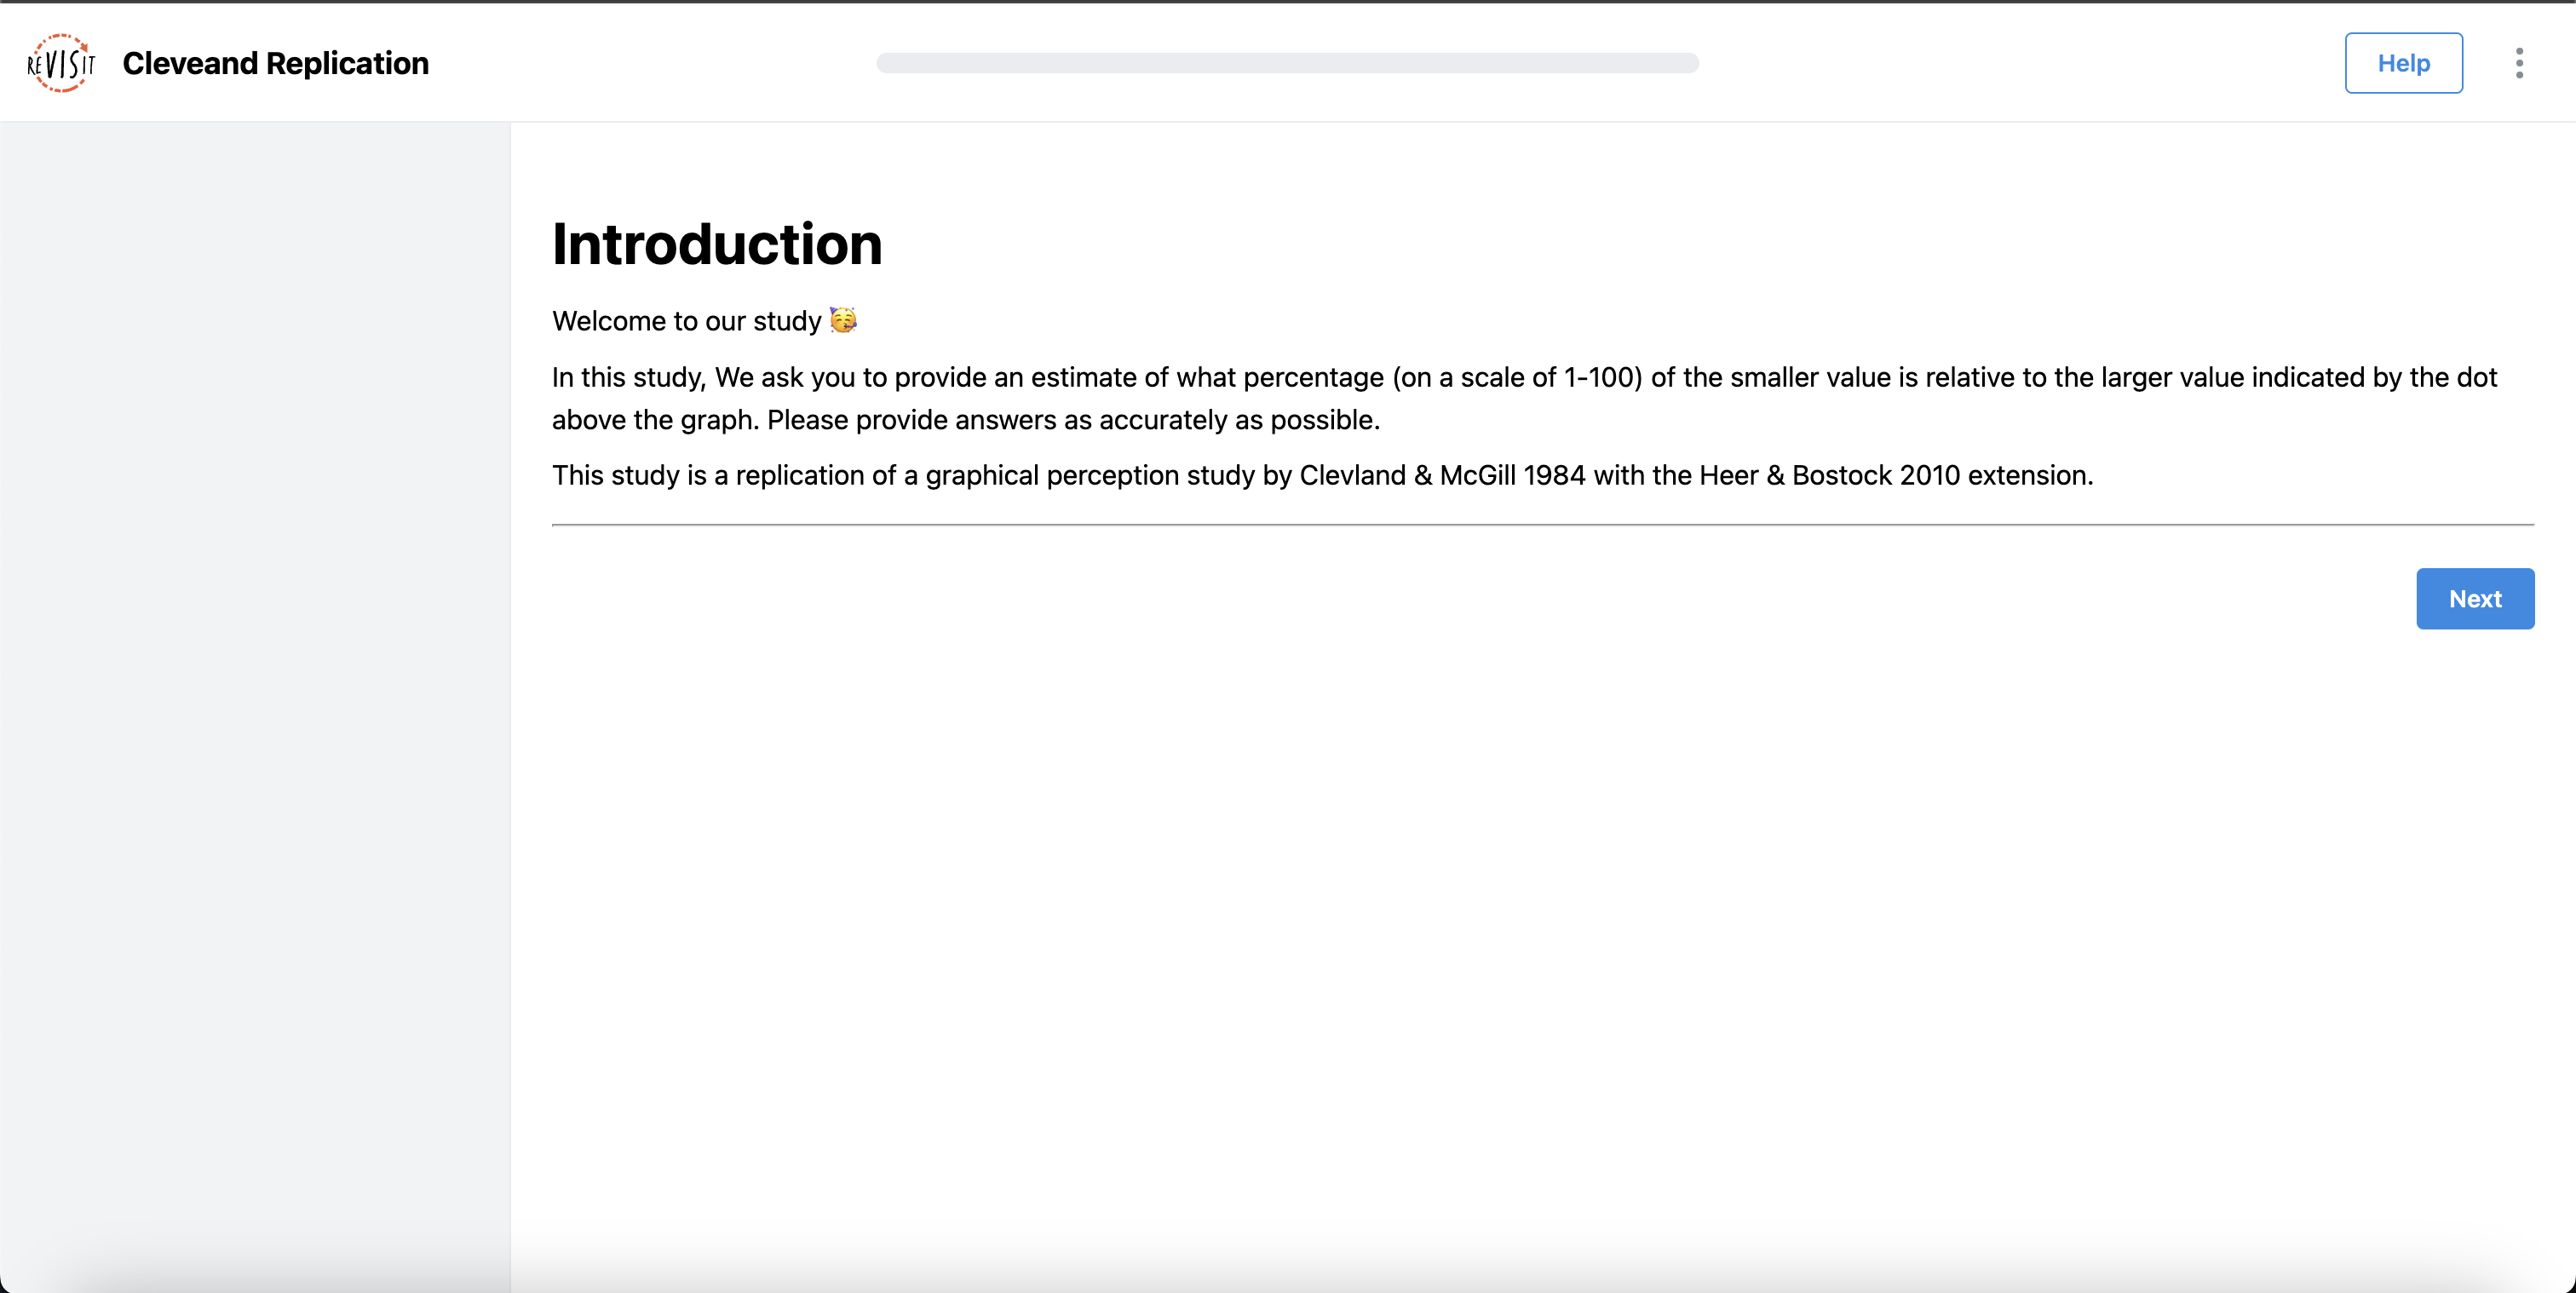 reVISit
Cleveand Replication
Help
Introduction
Welcome to our study 🥳
In this study, We ask you to provide an estimate of what percentage (on a scale of 1-100) of the smaller value is relative to the larger value indicated by the dot
above the graph. Please provide answers as accurately as possible.
This study is a replication of a graphical perception study by Clevland & McGill 1984 with the Heer & Bostock 2010 extension.
Next